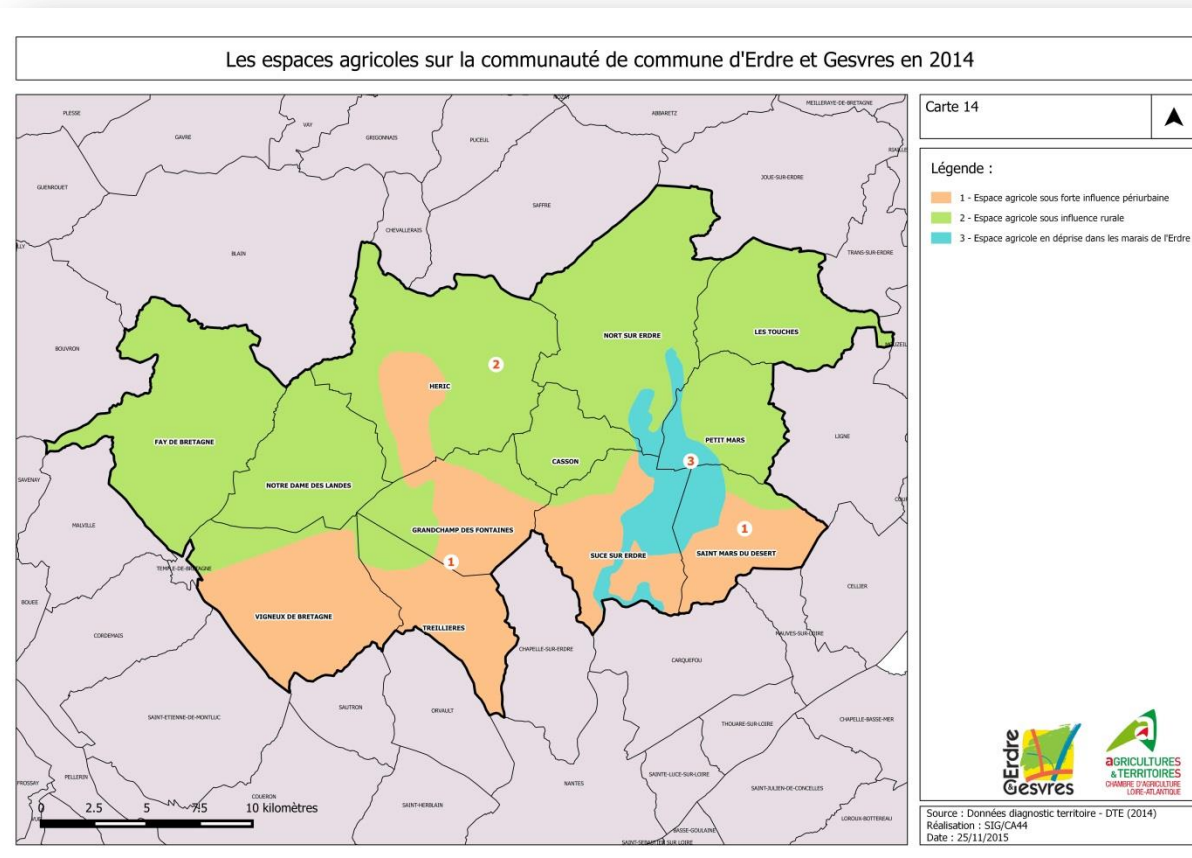 Les espaces agricoles sur la communauté de commune d'Erdre et Gesvres en 2014
Carte 14
Légende :
1 - Espace agricole sous forte influence périurbaine
2 - Espace agricole sous influence rurale
3 - Espace agricole en déprise dans les marais de l'Erdre
PLESSE
GAVRE
VAY
GRIGONNAIS
PUCEUL
ABBARETZ
MEILLERAYE-DE-BRETAGNE
GUENROUET
SAFFRE
JOUE-SUR-ERDRE
CHEVALLERAIS
BLAIN
TRANS-SUR-ERDRE
BOUVRON
NORT SUR ERDRE
LES TOUCHES
HERIC
2
FAY DE BRETAGNE
PETIT MARS
LIGNE
CASSON
3
SAVENAY
NOTRE DAME DES LANDES
MALVILLE
GRANDCHAMP DES FONTAINES
1
1
SUCE SUR ERDRE
SAINT MARS DU DESERT
TEMPLE-DE-BRETAGNE
CELLIER
BOUEE
VIGNEUX DE BRETAGNE
TREILLIERES
CORDEMAIS
MAUVES-SUR-LOIRE
CHAPELLE-SUR-ERDRE
CARQUEFOU
SAINT-ETIENNE-DE-MONTLUC
SAUTRON
ORVAULT
THOUARE-SUR-LOIRE
CHAPELLE-BASSE-MER
PELLERIN
SAINTE-LUCE-SUR-LOIRE
NANTES
SAINT-JULIEN-DE-CONCELLES
COUERON
SAINT-HERBLAIN
0 2.5 5 7.5 10 kilomètres
LOROUX-BOTTEREAU
BASSE-GOULAINE
SAINT-SEBASTIEN-SUR-LOIRE
Erdre
Gesvres
AGRICULTURES
& TERRITOIRES
CHAMBRE D'AGRICULTURE
LOIRE-ATLANTIQUE
Source : Données diagnostic territoire - DTE (2014)
Réalisation : SIG/CA44
Date : 25/11/2015